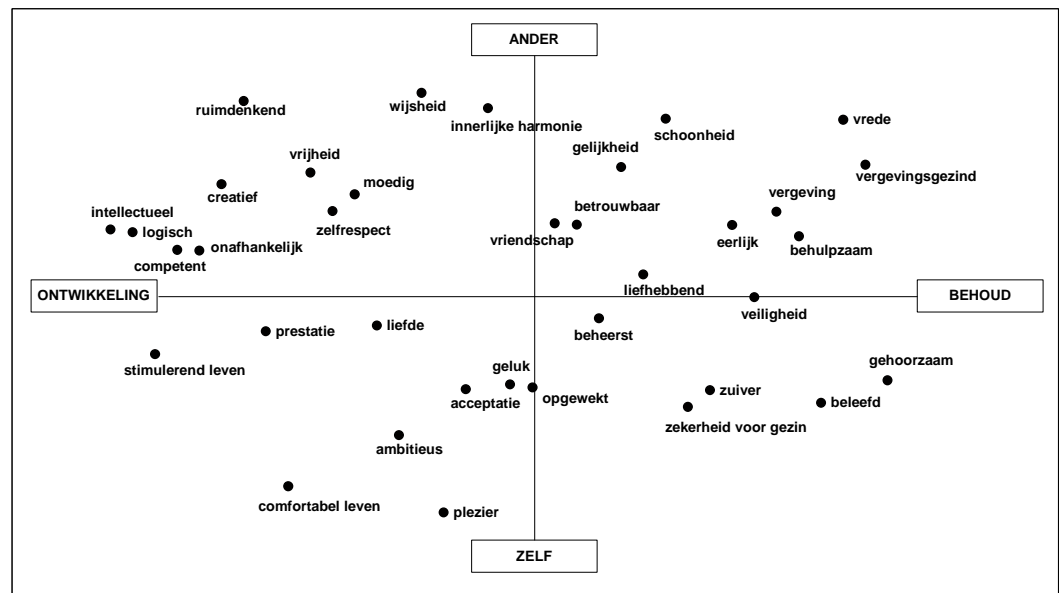 ANDER
ruimdenkend
wijsheid
innerlijke harmonie
schoonheid
vrede
gelijkheid
vrijheid
vergevingsgezind
moedig
creatief
vergeving
betrouwbaar
intellectueel
logisch
zelfrespect
vriendschap
eerlijk
behulpzaam
onafhankelijk
competent
liefhebbend
ONTWIKKELING
BEHOUD
veiligheid
liefde
prestatie
beheerst
stimulerend leven
gehoorzaam
geluk
zuiver
opgewekt
acceptatie
beleefd
zekerheid voor gezin
ambitieus
comfortabel leven
plezier
ZELF